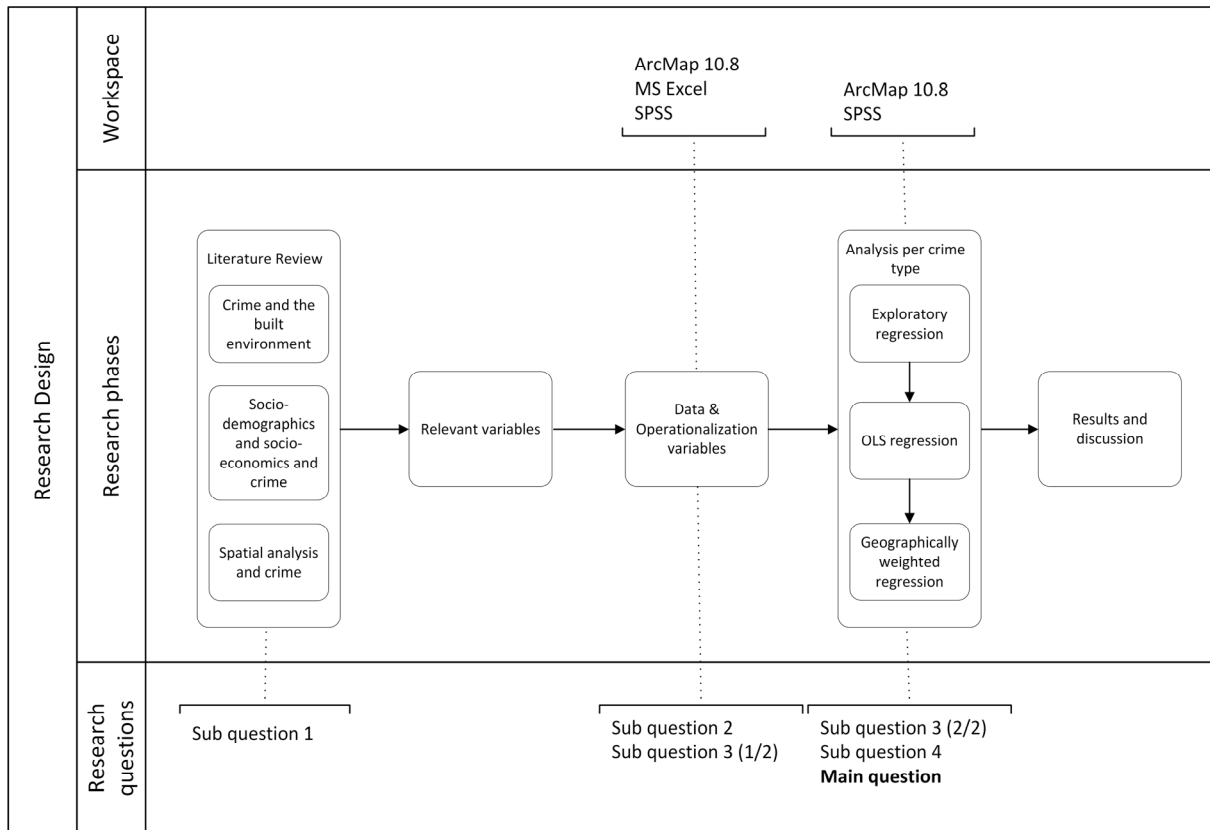 Research Design
Workspace
ArcMap 10.8
MS Excel
SPSS
ArcMap 10.8
SPSS
Research phases
Literature Review
Crime and the
built
environment
Socio-
demographics
and socio-
economics and
crime
Spatial analysis
and crime
Relevant variables
Data &
Operationalization
variables
Analysis per crime
type
Exploratory
regression
OLS regression
Geographically
weighted
regression
Results and
discussion
Research
questions
Sub question 1
Sub question 2
Sub question 3 (1/2)
Sub question 3 (2/2)
Sub question 4
Main question